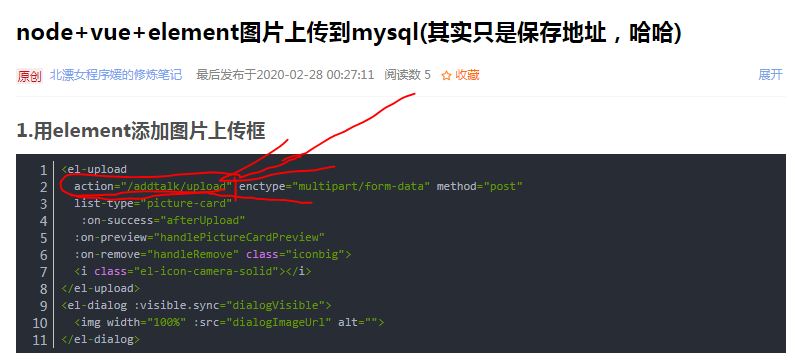 node+vue+element图片上传到mysql(其实只是保存地址，哈哈)
原创 北漂女程序媛的修炼笔记 最后发布于2020-02-28 00:27:11 阅读数 5 ☆ 收藏 展开
1.用element添加图片上传框
1 <el-upload
2 action="/addtalk/upload" enctype="multipart/form-data" method="post"
3 list-type="picture-card"
4 :on-success="afterUpload"
5 :on-preview="handlePictureCardPreview"
6 :on-remove="handleRemove" class="iconbig">
7 <i class="el-icon-camera-solid"></i>
8 </el-upload>
9 <el-dialog :visible.sync="dialogVisible">
10 <img width="100%" :src="dialogImageUrl" alt="">
11 </el-dialog>